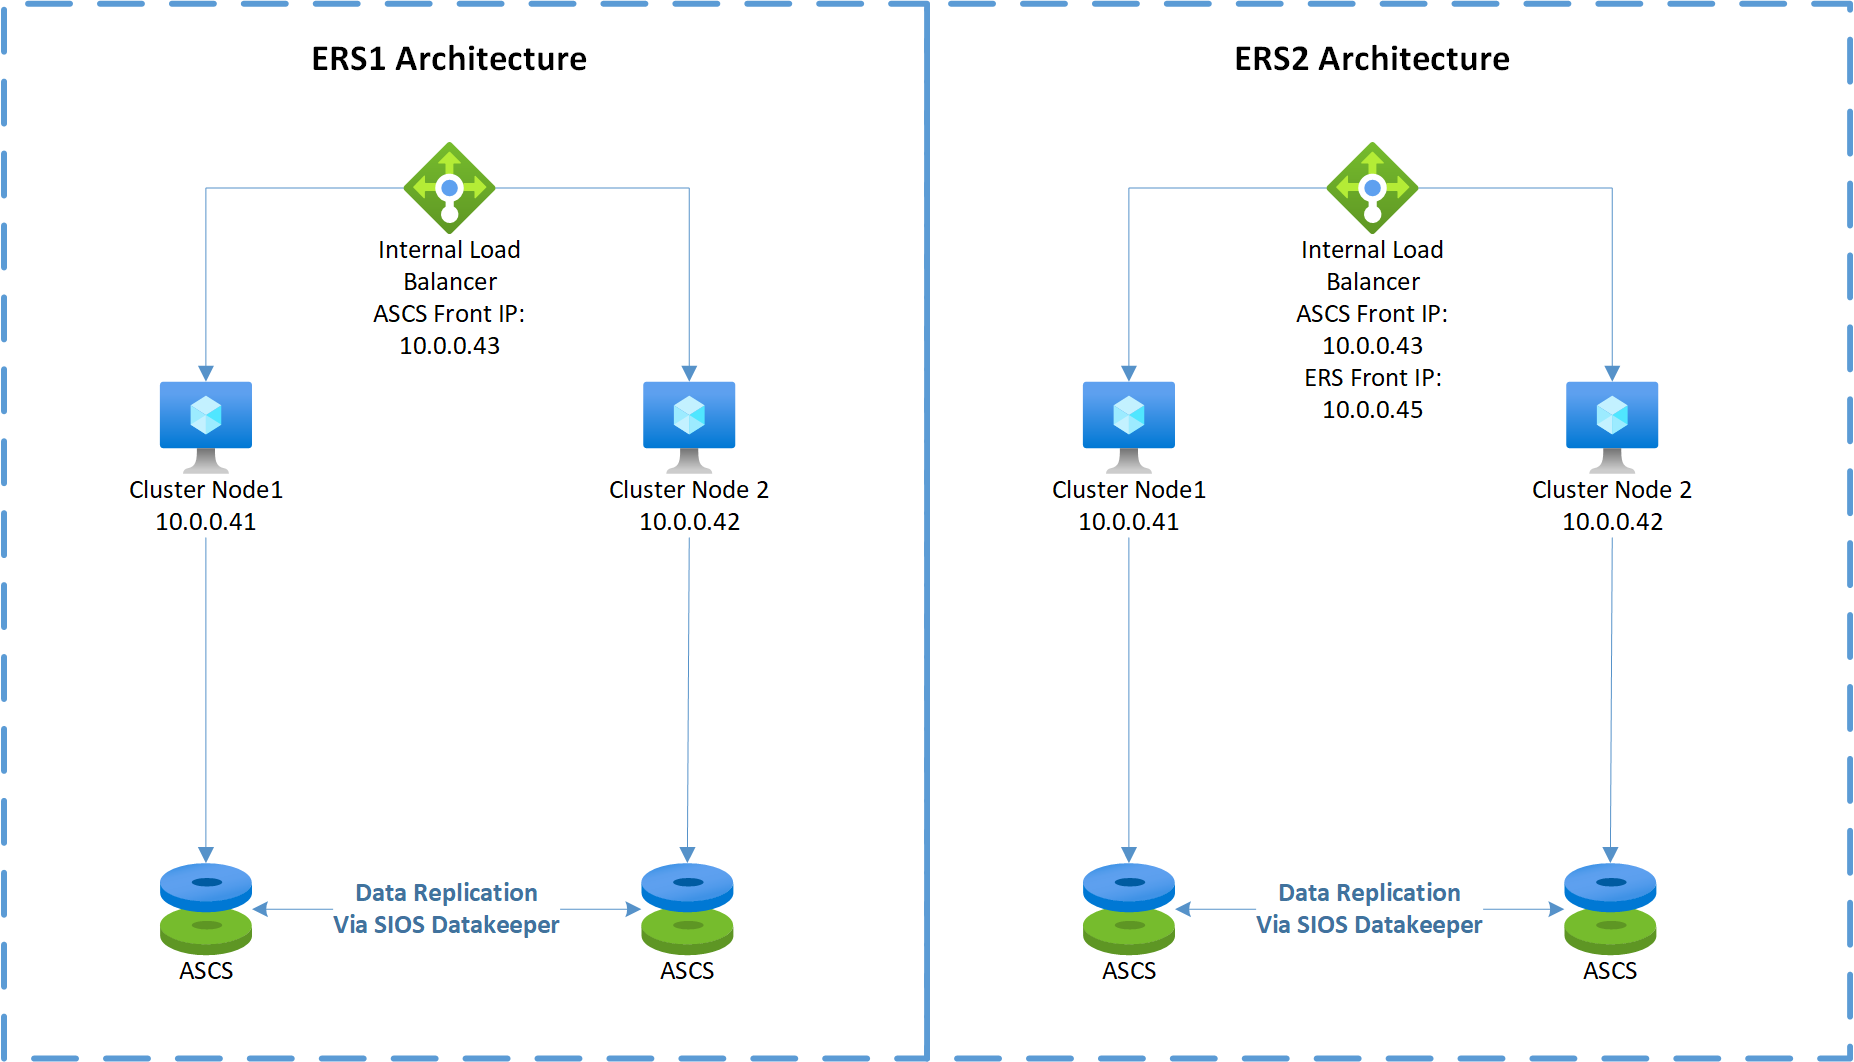 ERS1 Architecture
Internal Load
Balancer
ASCS Front IP:
10.0.0.43
Cluster Node1
10.0.0.41
Cluster Node 2
10.0.0.42
Data Replication
Via SIOS Datakeeper
ASCS
ASCS
ERS2 Architecture
Internal Load
Balancer
ASCS Front IP:
10.0.0.43
ERS Front IP:
10.0.0.45
Cluster Node1
10.0.0.41
Cluster Node 2
10.0.0.42
Data Replication
Via SIOS Datakeeper
ASCS
ASCS